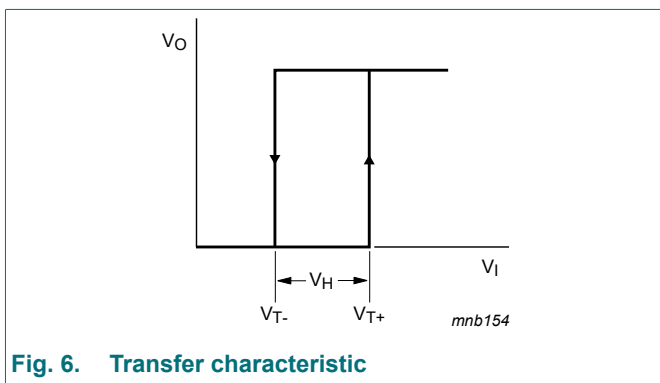 VO
VI
VH
VT-
VT+
mnb154
Fig. 6. Transfer characteristic